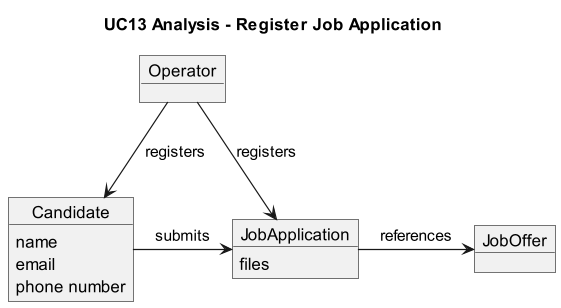 UC13 Analysis - Register Job Application
Operator
registers
registers
Candidate
name
email
phone number
submits
JobApplication
files
references
JobOffer